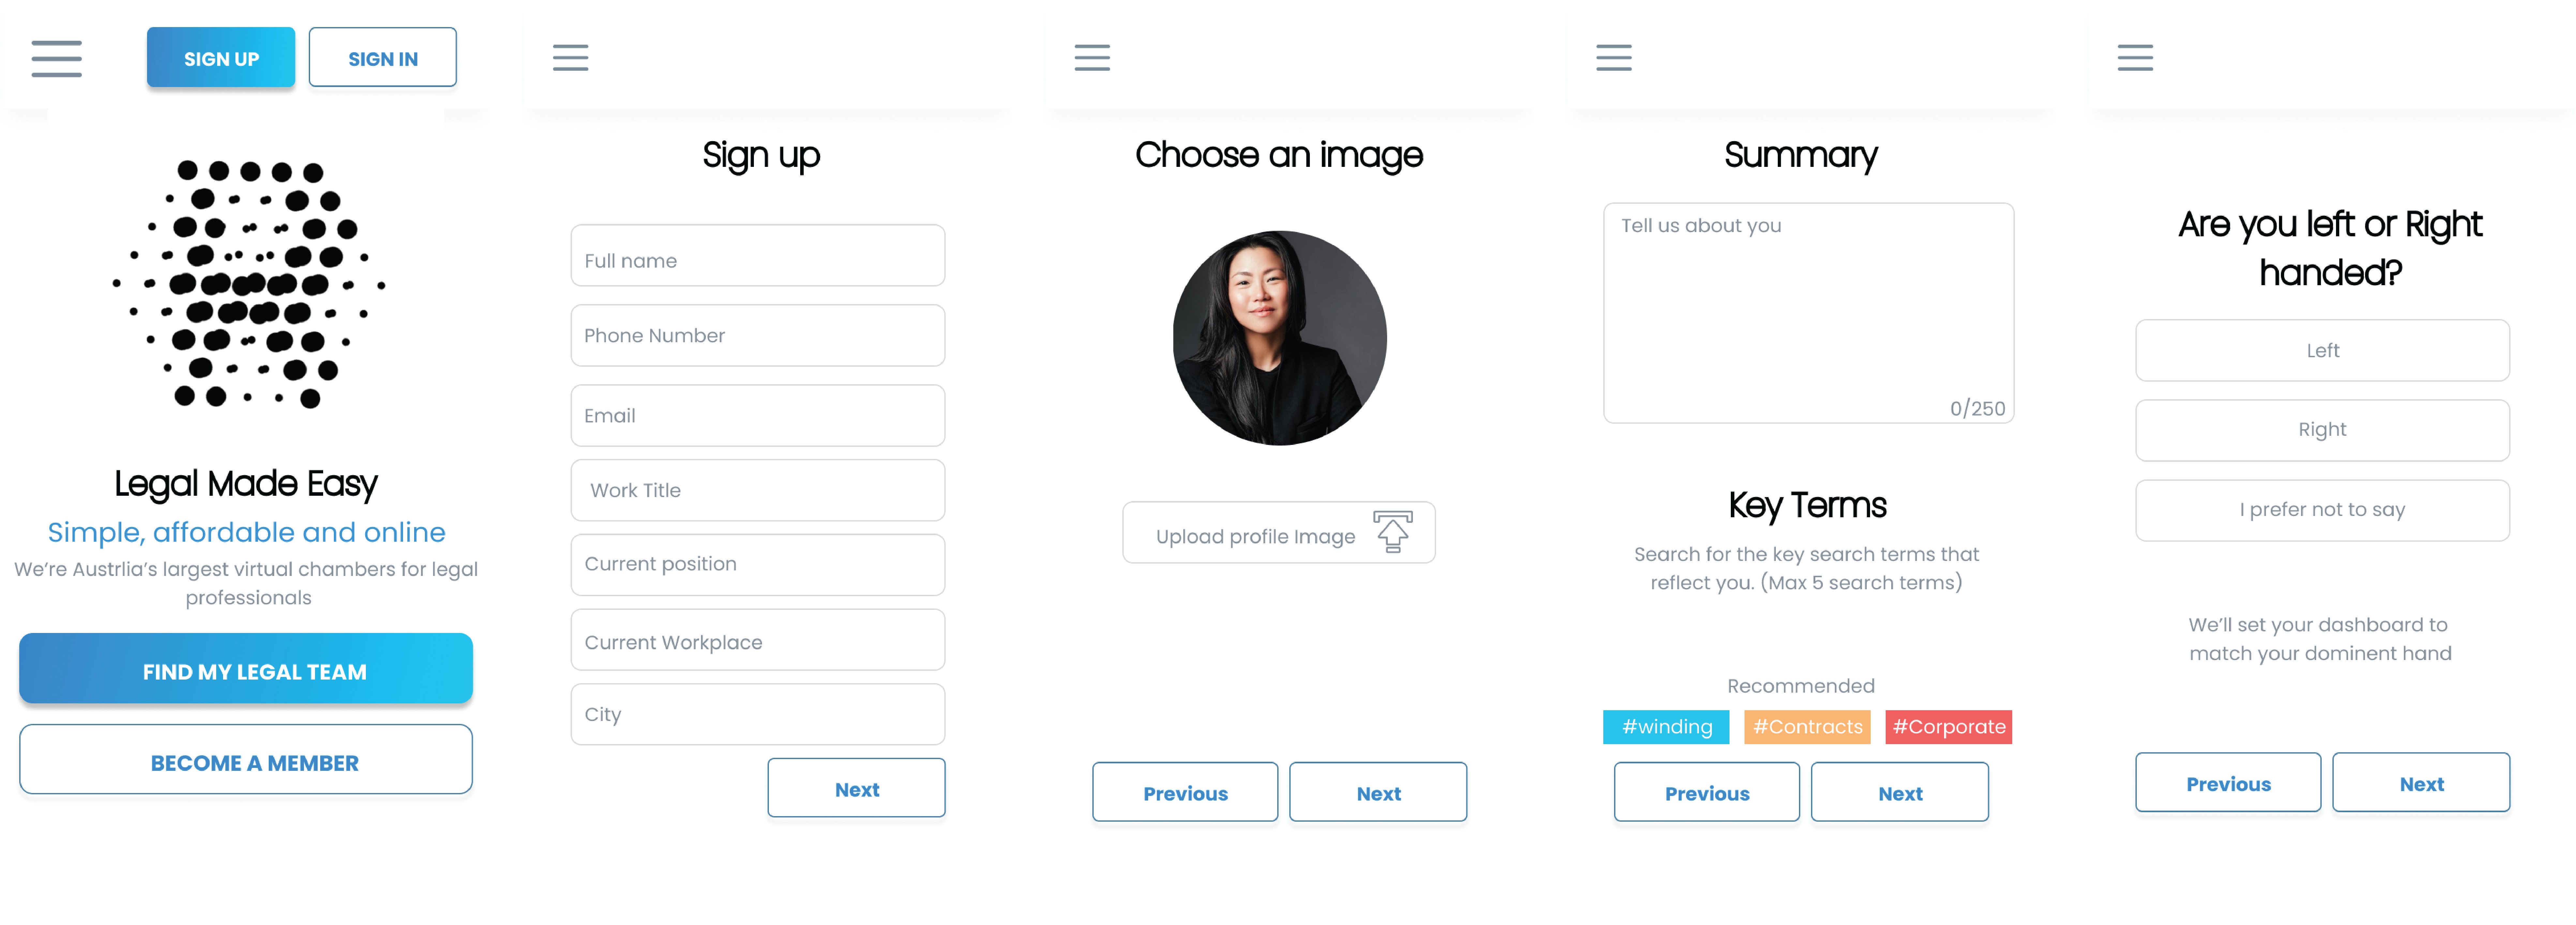 SIGN UP
SIGN IN
Legal Made Easy
Simple, affordable and online
We're Austrlia's largest virtual chambers for legal
professionals
FIND MY LEGAL TEAM
BECOME A MEMBER
Sign up
Full name
Phone Number
Email
Work Title
Current position
Current Workplace
City
Next
Choose an image
Upload profile Image
Previous
Next
Summary
Tell us about you
0/250
Key Terms
Search for the key search terms that
reflect you. (Max 5 search terms)
Recommended
#winding
#Contracts
#Corporate
Previous
Next
Are you left or Right
handed?
Left
Right
I prefer not to say
We'll set your dashboard to
match your dominent hand
Previous
Next